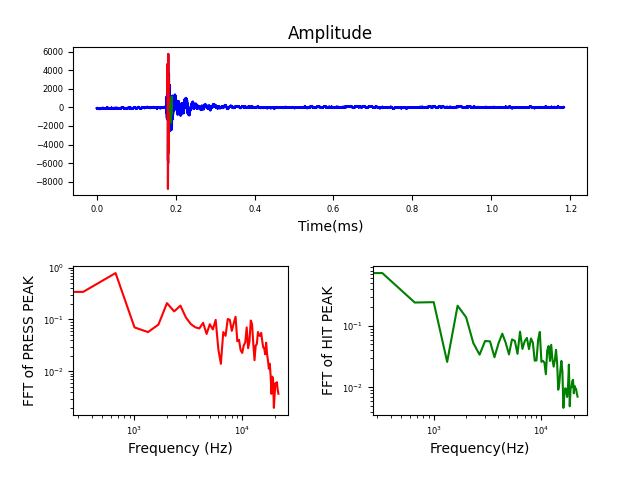 Amplitude
6000
4000
2000
0
−2000
−4000
−6000
−8000
0.0 0.2 0.4 0.6 0.8 1.0 1.2
Time(ms)
FFT of PRESS PEAK
10⁰
10⁻¹
10⁻²
10³ 10⁴
Frequency (Hz)
FFT of HIT PEAK
10⁻¹
10⁻²
10³ 10⁴
Frequency(Hz)